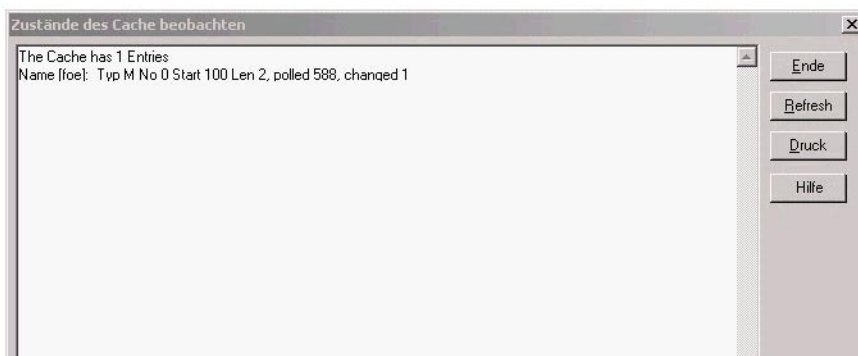 Zustände des Cache beobachten
The Cache has 1 Entries
Name [foe]: Typ M No 0 Start 100 Len 2, polled 588, changed 1
Ende
Refresh
Druck
Hilfe